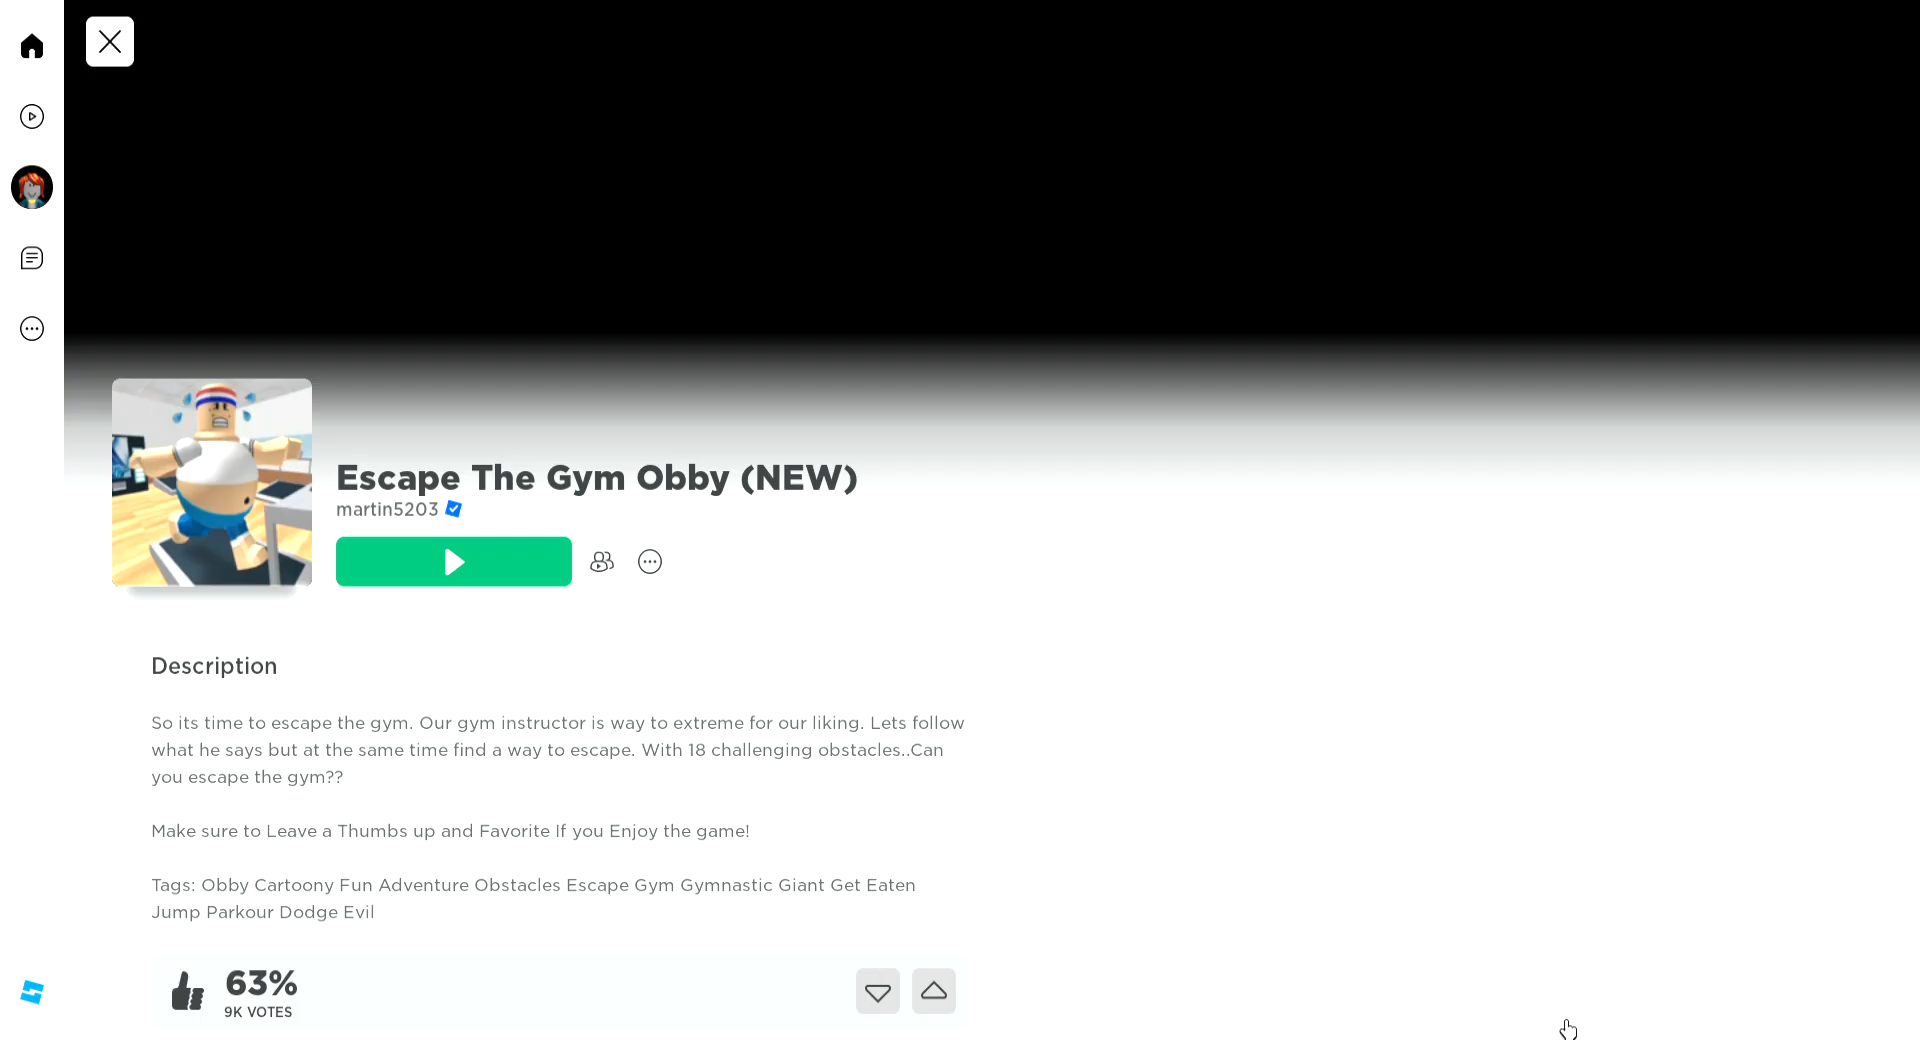 Escape The Gym Obby (NEW)
martin5203
Description
So its time to escape the gym. Our gym instructor is way to extreme for our liking. Lets follow
what he says but at the same time find a way to escape. With 18 challenging obstacles..Can
you escape the gym??
Make sure to Leave a Thumbs up and Favorite If you Enjoy the game!
Tags: Obby Cartoony Fun Adventure Obstacles Escape Gym Gymnastic Giant Get Eaten
Jump Parkour Dodge Evil
63%
9K VOTES